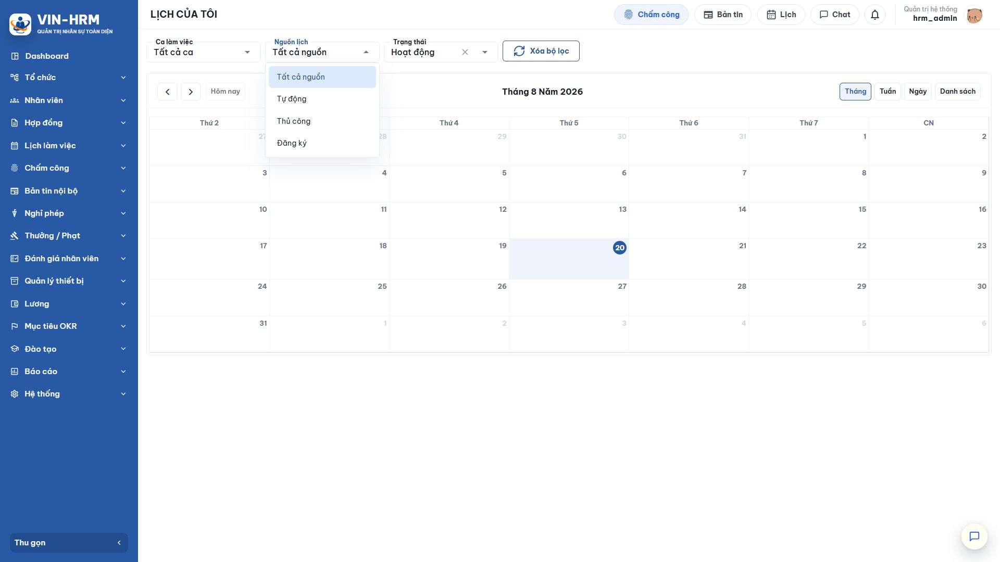 VIN-HRM
QUẢN TRỊ NHÂN SỰ TOÀN DIỆN
Dashboard
Tổ chức
Nhân viên
Hợp đồng
Lịch làm việc
Chấm công
Bản tin nội bộ
Nghỉ phép
Thưởng / Phạt
Đánh giá nhân viên
Quản lý thiết bị
Lương
Mục tiêu OKR
Đào tạo
Báo cáo
Hệ thống
Thu gọn
LỊCH CỦA TÔI
Chấm công
Bản tin
Lịch
Chat
Quản trị hệ thống
hrm_admin
Ca làm việc
Tất cả ca
Nguồn lịch
Tất cả nguồn
Trạng thái
Hoạt động
Xóa bộ lọc
Tất cả nguồn
Tự động
Thủ công
Đăng ký
Hôm nay
Tháng 8 Năm 2026
Tháng Tuần Ngày Danh sách
Thứ 2 Thứ 4 Thứ 5 Thứ 6 Thứ 7 CN
27 28 29 30 31 1 2
3 4 5 6 7 8 9
10 11 12 13 14 15 16
17 18 19 20 21 22 23
24 25 26 27 28 29 30
31 1 2 3 4 5 6